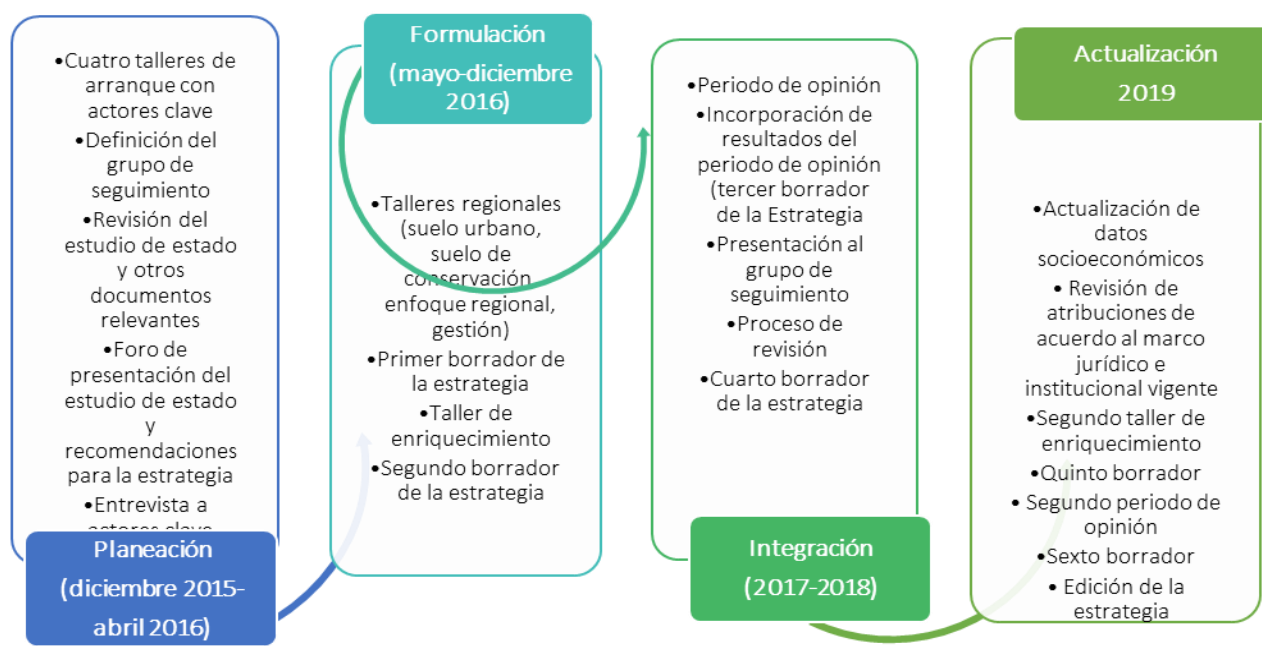 •Cuatro talleres de
arranque con
actores clave
•Definición del
grupo de
seguimiento
•Revisión del
estudio de estado
y otros
documentos
relevantes
•Foro de
presentación del
estudio de estado
y
recomendaciones
para la estrategia
•Entrevista a
actores clave
Planeación
(diciembre 2015-
abril 2016)
Formulación
(mayo-diciembre
2016)
•Talleres regionales
(suelo urbano,
suelo de
conservación
enfoque regional,
gestión)
•Primer borrador de
la estrategia
•Taller de
enriquecimiento
•Segundo borrador
de la estrategia
•Periodo de opinión
•Incorporación de
resultados del
periodo de opinión
(tercer borrador
de la Estrategia
•Presentación al
grupo de
seguimiento
•Proceso de
revisión
•Cuarto borrador
de la estrategia
Integración
(2017-2018)
Actualización
2019
•Actualización de
datos
socioeconómicos
• Revisión de
atribuciones de
acuerdo al marco
jurídico e
institucional vigente
•Segundo taller de
enriquecimiento
•Quinto borrador
• Segundo periodo de
opinión
•Sexto borrador
• Edición de la
estrategia